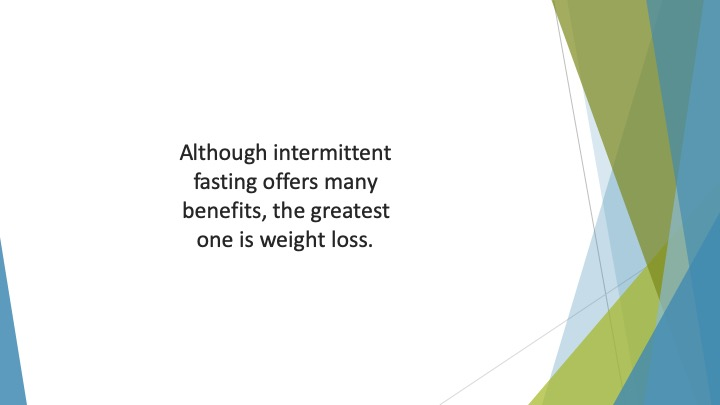 Although intermittent
fasting offers many
benefits, the greatest
one is weight loss.